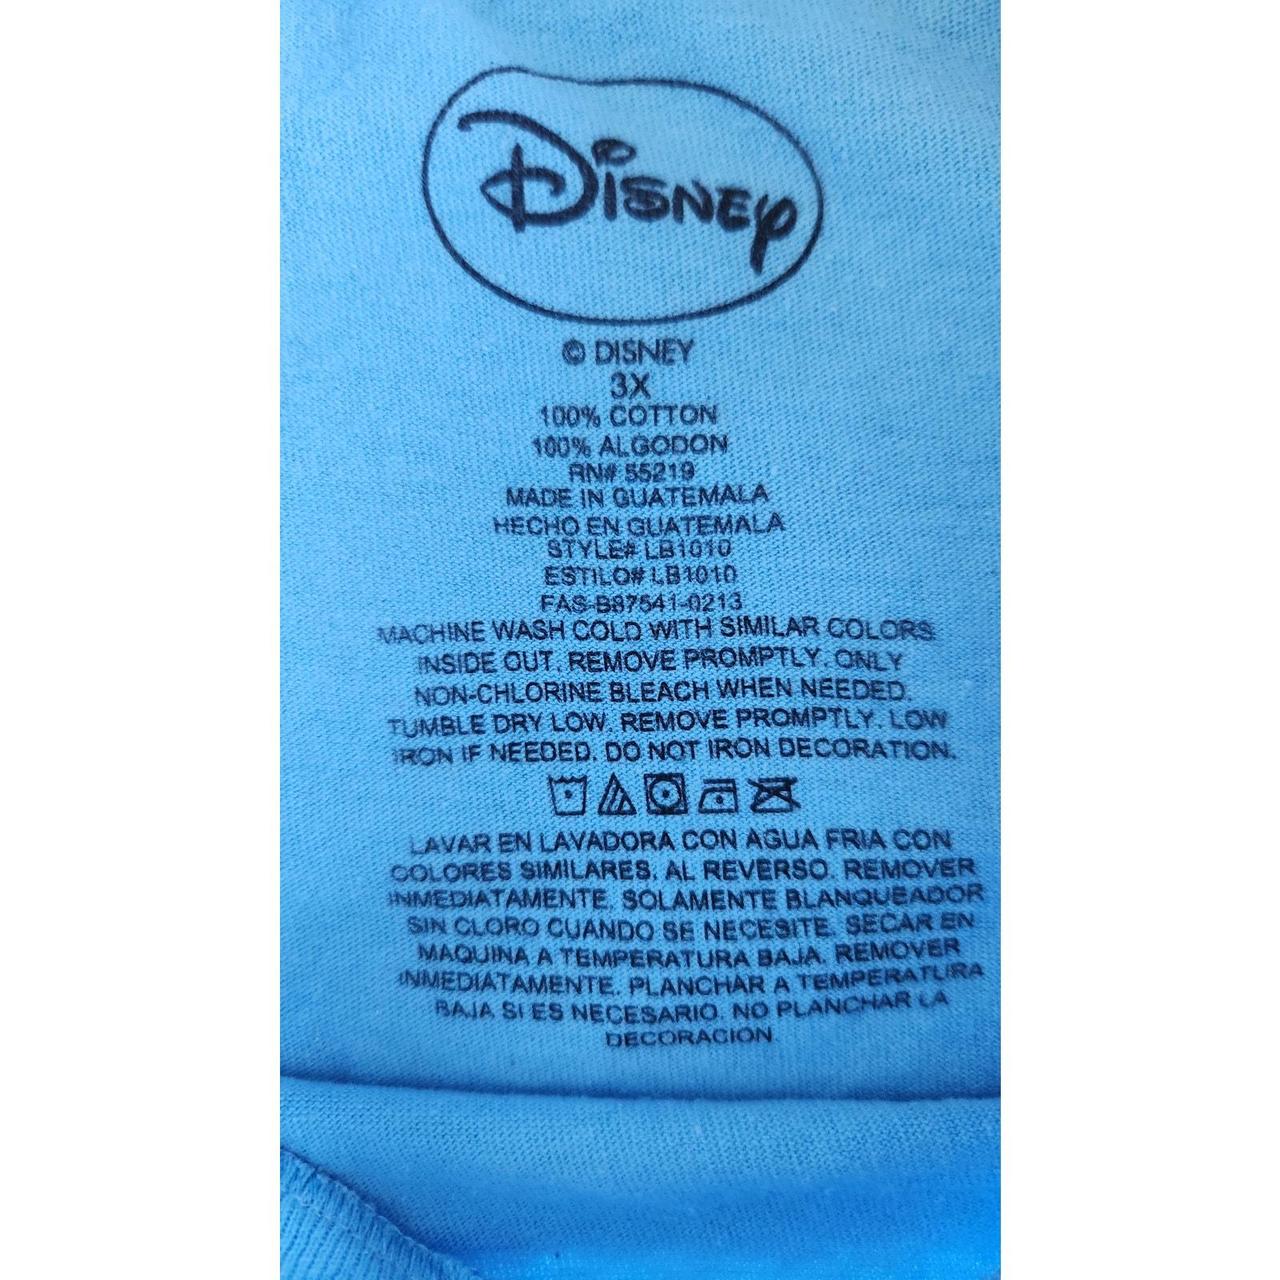 Disney
© DISNEY
3X
100% COTTON
100% ALGODON
RN# 55219
MADE IN GUATEMALA
HECHO EN GUATEMALA
STYLE# LB1010
ESTILO# LB1010
FAS-B87541-0213
MACHINE WASH COLD WITH SIMILAR COLORS
INSIDE OUT. REMOVE PROMPTLY. ONLY
NON-CHLORINE BLEACH WHEN NEEDED.
TUMBLE DRY LOW. REMOVE PROMPTLY. LOW
IRON IF NEEDED. DO NOT IRON DECORATION.
LAVAR EN LAVADORA CON AGUA FRIA CON
COLORES SIMILARES. AL REVERSO. REMOVER
INMEDIATAMENTE. SOLAMENTE BLANQUEADOR
SIN CLORO CUANDO SE NECESITE. SECAR EN
MAQUINA A TEMPERATURA BAJA. REMOVER
INMEDIATAMENTE. PLANCHAR A TEMPERATURA
BAJA SI ES NECESARIO. NO PLANCHAR LA
DECORACION